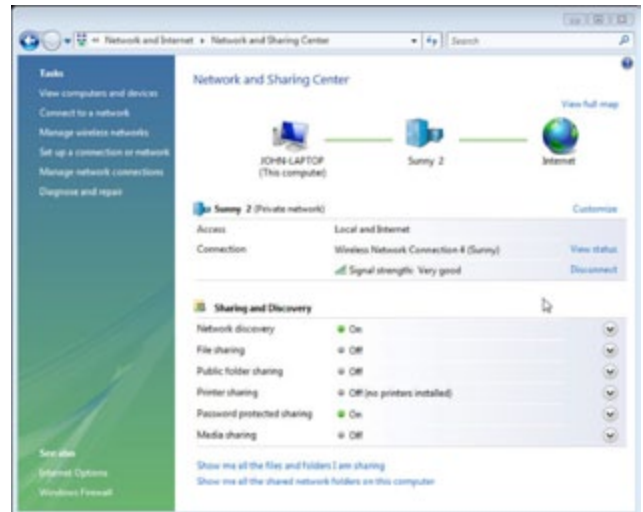 Network and Internet ▸ Network and Sharing Center
Search
Tasks
View computers and devices
Connect to a network
Manage wireless networks
Set up a connection or network
Manage network connections
Diagnose and repair
See also
Internet Options
Windows Firewall
Network and Sharing Center
View full map
JOHN-LAPTOP
(This computer)
Sunny 2
Internet
Sunny 2 (Private network)
Customize
Access
Local and Internet
Connection
Wireless Network Connection 4 (Sunny)
View status
Signal strength: Very good
Disconnect
Sharing and Discovery
Network discovery
On
File sharing
Off
Public folder sharing
Off
Printer sharing
Off (no printers installed)
Password protected sharing
On
Media sharing
Off
Show me all the files and folders I am sharing
Show me all the shared network folders on this computer